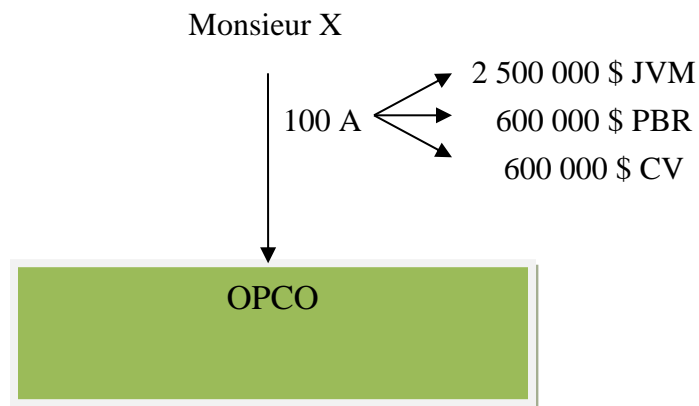 Monsieur X
2 500 000 $ JVM
100 A
600 000 $ PBR
600 000 $ CV
OPCO